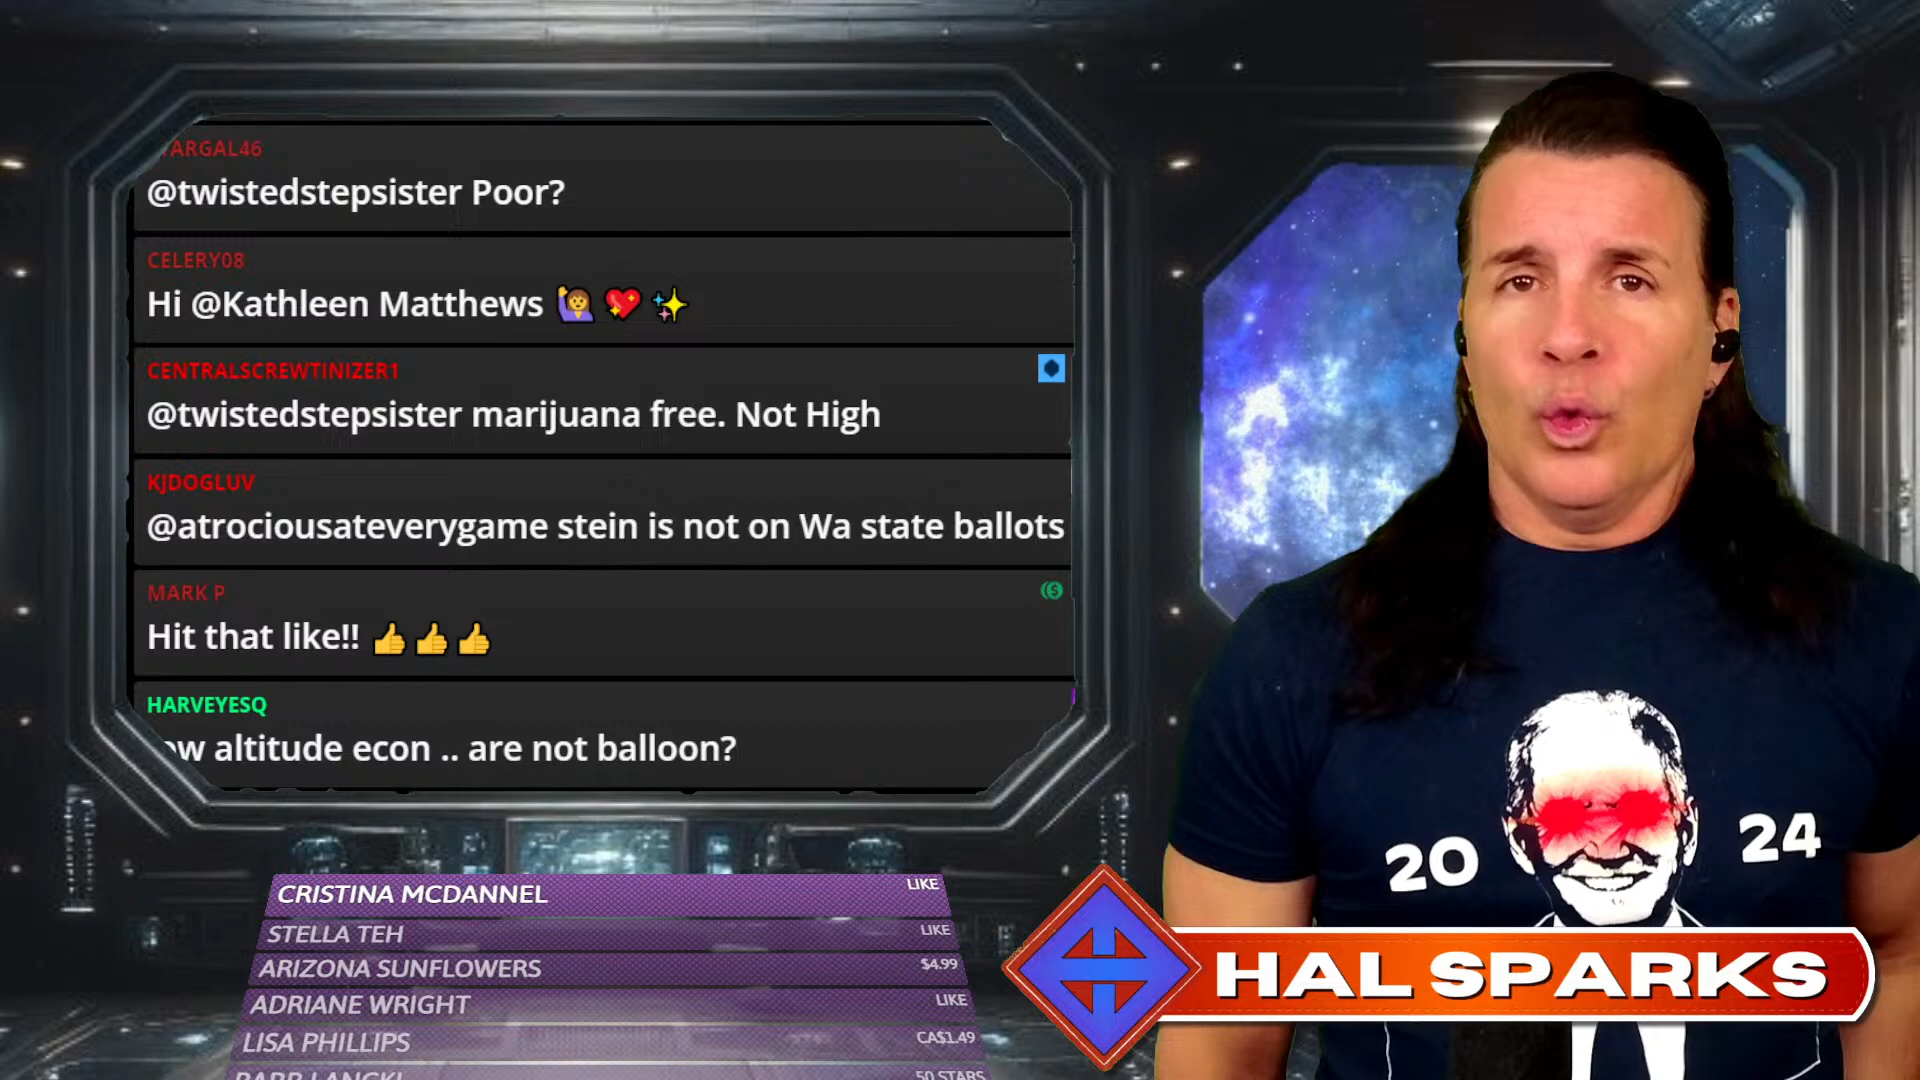 ARGAL46
@twistedstepsister Poor?
CELERY08
Hi @Kathleen Matthews 🙋‍♀️ 💖 ✨
CENTRALSCREWTINIZER1
@twistedstepsister marijuana free. Not High
KJDOGLUV
@atrociousateverygame stein is not on Wa state ballots
MARK P
Hit that like!! 👍 👍 👍
HARVEYESQ
ow altitude econ .. are not balloon?
CRISTINA MCDANNEL LIKE
STELLA TEH LIKE
ARIZONA SUNFLOWERS $4.99
ADRIANE WRIGHT LIKE
LISA PHILLIPS CA$1.49
50 STARS
20 24
HAL SPARKS